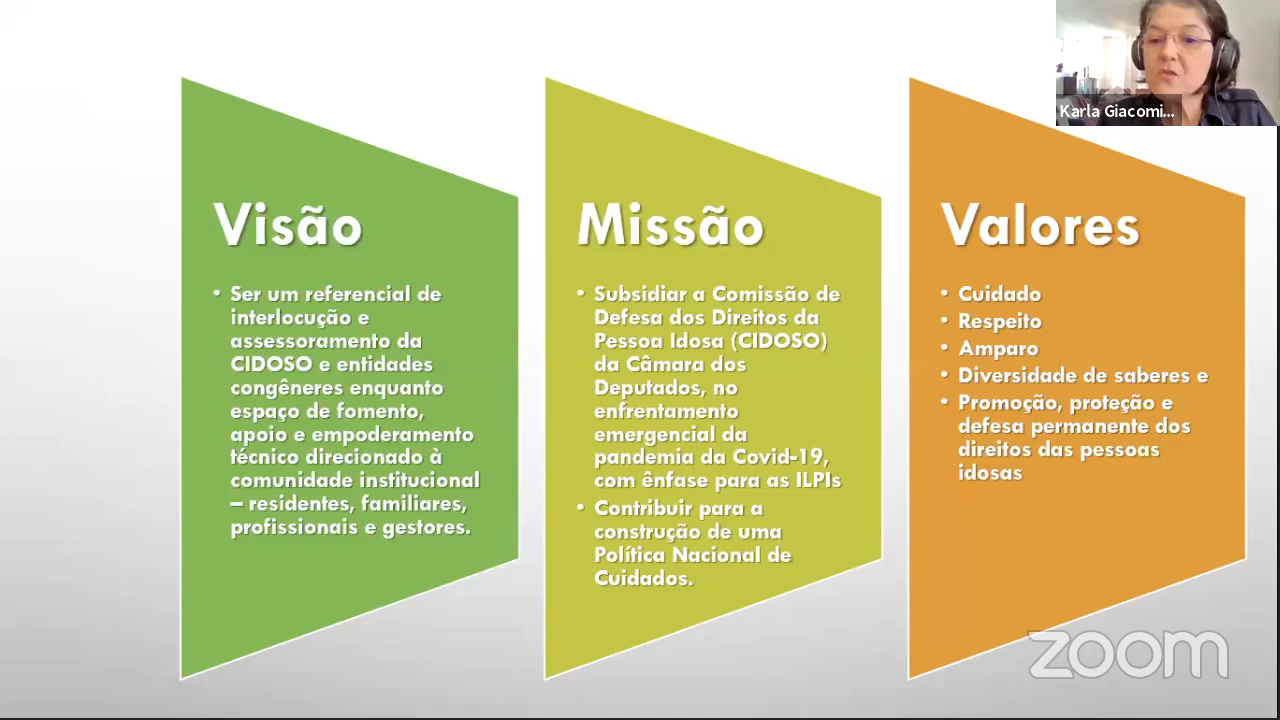 Karla Giacomi...
Visão
• Ser um referencial de
interlocução e
assessoramento da
CIDOSO e entidades
congêneres enquanto
espaço de fomento,
apoio e empoderamento
técnico direcionado à
comunidade institucional
– residentes, familiares,
profissionais e gestores.
Missão
• Subsidiar a Comissão de
Defesa dos Direitos da
Pessoa Idosa (CIDOSO)
da Câmara dos
Deputados, no
enfrentamento
emergencial da
pandemia da Covid-19,
com ênfase para as ILPIs
• Contribuir para a
construção de uma
Política Nacional de
Cuidados.
Valores
• Cuidado
• Respeito
• Amparo
• Diversidade de saberes e
• Promoção, proteção e
defesa permanente dos
direitos das pessoas
idosas
zoom